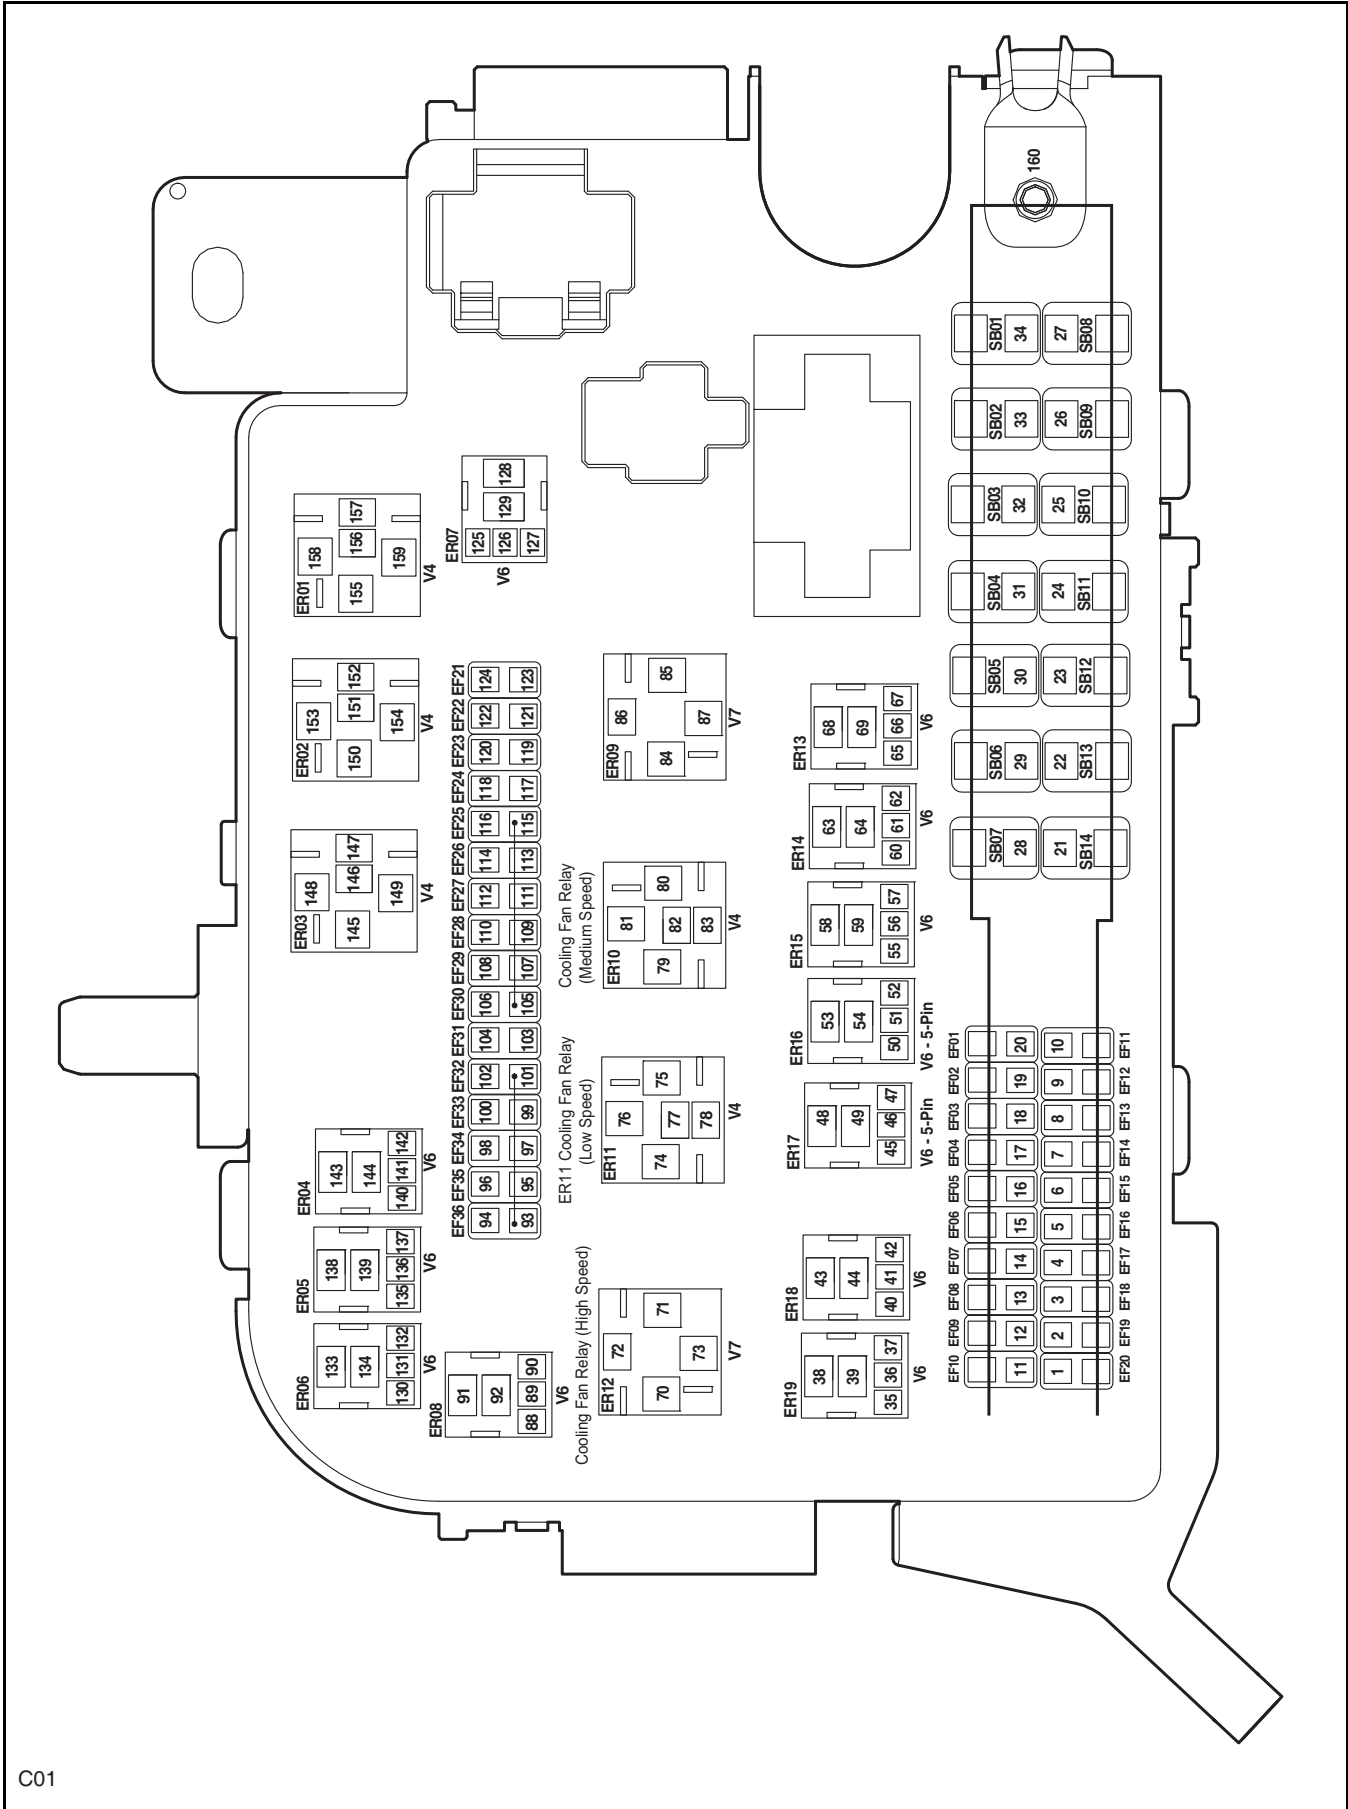 160
SB01
34
27
SB08
SB02
33
26
SB09
SB03
32
25
SB10
SB04
31
24
SB11
SB05
30
23
SB12
SB06
29
22
SB13
SB07
28
21
SB14
ER01
158
157
156
155
159
V4
ER07
128
129
125
126
127
V6
ER02
153
152
151
150
154
V4
ER03
148
147
146
145
149
V4
EF21
124
123
EF22
122
121
EF23
120
119
EF24
118
117
EF25
116
115
EF26
114
113
EF27
112
111
EF28
110
109
EF29
108
107
EF30
106
105
EF31
104
103
EF32
102
101
EF33
100
99
EF34
98
97
EF35
96
95
EF36
94
93
ER09
86
85
84
87
V7
Cooling Fan Relay
(Medium Speed)
ER10
81
80
79
82
83
V4
ER11 Cooling Fan Relay
(Low Speed)
ER11
76
75
74
77
78
V4
Cooling Fan Relay (High Speed)
ER12
72
71
70
73
V7
ER13
68
69
65
66
67
V6
ER14
63
64
60
61
62
V6
ER15
58
59
55
56
57
V6
ER16
53
54
50
51
52
V6 - 5-Pin
ER17
48
49
45
46
47
V6 - 5-Pin
ER18
43
44
40
41
42
V6
ER19
38
39
35
36
37
V6
ER04
143
144
140
141
142
V6
ER05
138
139
135
136
137
V6
ER06
133
134
130
131
132
V6
ER08
91
92
88
89
90
V6
EF01
20
10
EF11
EF02
19
9
EF12
EF03
18
8
EF13
EF04
17
7
EF14
EF05
16
6
EF15
EF06
15
5
EF16
EF07
14
4
EF17
EF08
13
3
EF18
EF09
12
2
EF19
EF10
11
1
EF20
C01